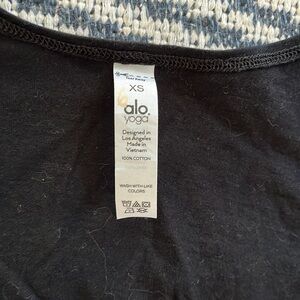 XS
alo
yoga
Designed in
Los Angeles
Made in
Vietnam
100% COTTON
WASH WITH LIKE
COLORS